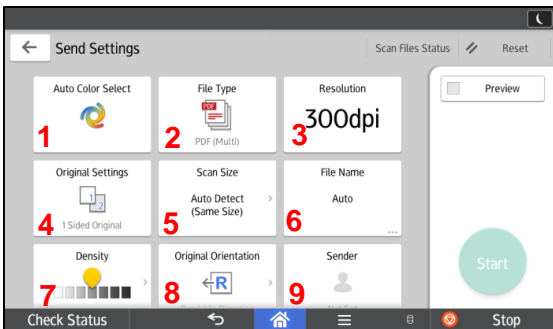 Send Settings
Scan Files Status
Reset
Auto Color Select
1
File Type
PDF
2
PDF (Multi)
Resolution
300dpi
3
Preview
Original Settings
1
2
4
1 Sided Original
Scan Size
Auto Detect
(Same Size)
5
File Name
Auto
6
...
Density
7
Original Orientation
R
8
Sender
9
Start
Check Status
Stop